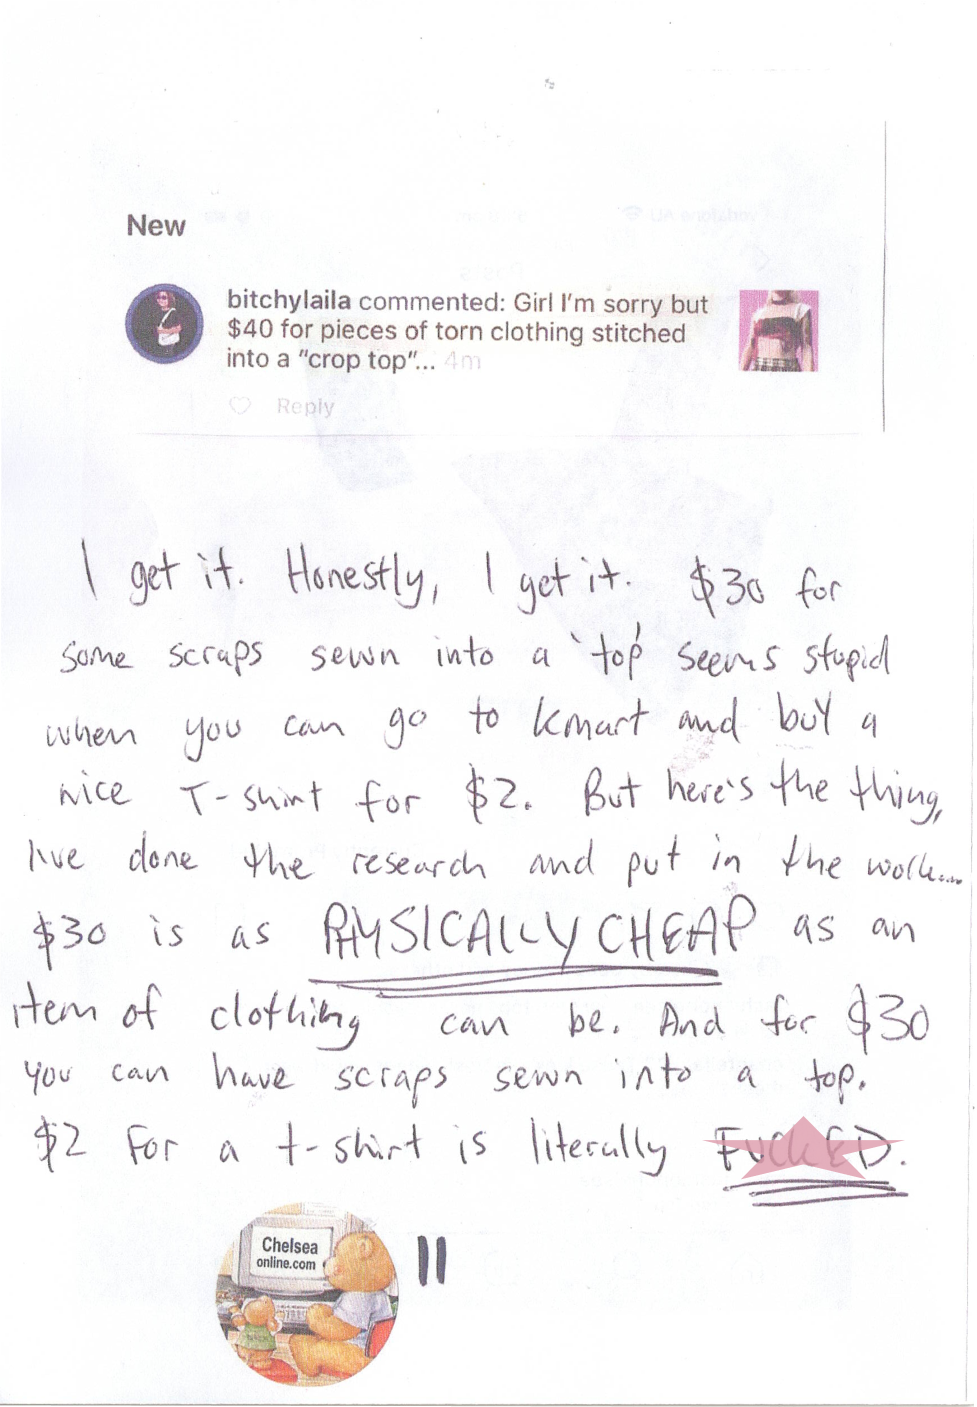 New
bitchylaila commented: Girl I'm sorry but
$40 for pieces of torn clothing stitched
into a "crop top"... 4m
Reply
I get it. Honestly, I get it. $30 for
some scraps sewn into a 'top' seems stupid
when you can go to kmart and buy a
nice T-shirt for $2. But here's the thing,
I've done the research and put in the work....
$30 is as PHYSICALLY CHEAP as an
item of clothing can be. And for $30
you can have scraps sewn into a top.
$2 for a t-shirt is literally FUCKED.
Chelsea
online.com
11